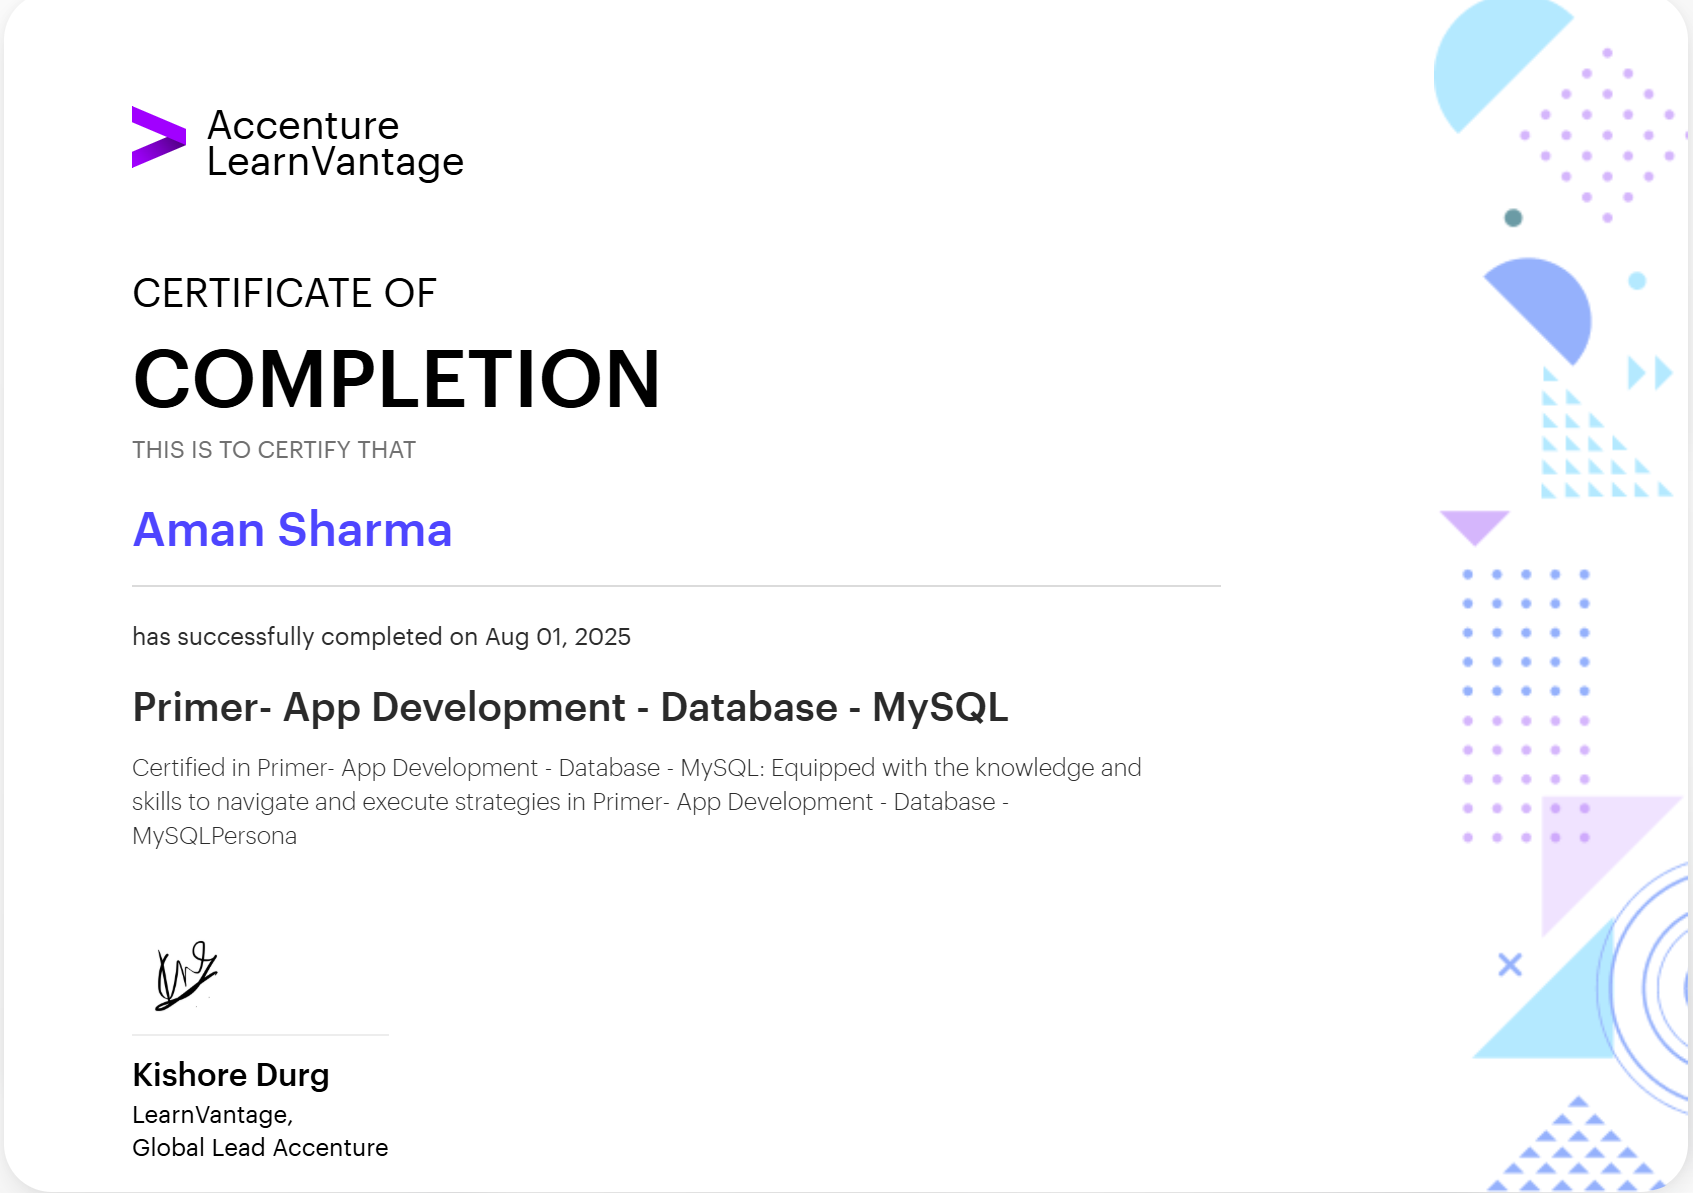 Accenture
LearnVantage
CERTIFICATE OF
COMPLETION
THIS IS TO CERTIFY THAT
Aman Sharma
has successfully completed on Aug 01, 2025
Primer- App Development - Database - MySQL
Certified in Primer- App Development - Database - MySQL: Equipped with the knowledge and
skills to navigate and execute strategies in Primer- App Development - Database -
MySQLPersona
Kishore Durg
LearnVantage,
Global Lead Accenture